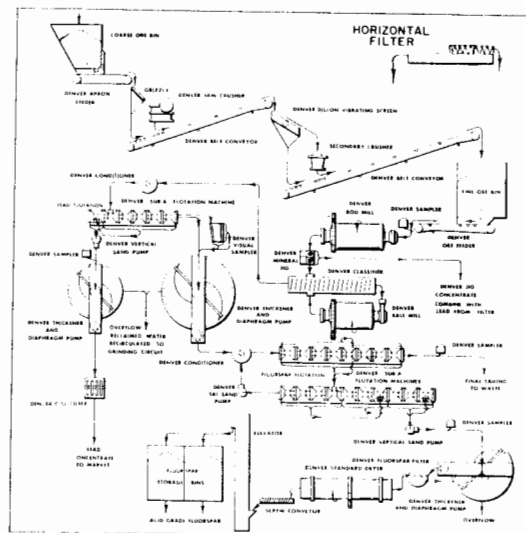 HORIZONTAL
FILTER
COARSE ORE BIN
DENVER APRON
FEEDER
GRIZZLY
DENVER JAW CRUSHER
DENVER BELT CONVEYOR
DENVER DILLON VIBRATING SCREEN
SECONDARY CRUSHER
DENVER BELT CONVEYOR
FINE ORE BIN
DENVER CONDITIONER
LEAD FLOTATION
DENVER SUB A FLOTATION MACHINE
DENVER
ROD MILL
DENVER SAMPLER
DENVER
ORE FEEDER
DENVER VERTICAL
SAND PUMP
DENVER
VISUAL
SAMPLER
DENVER SAMPLER
DENVER
MINERAL
JIG
DENVER CLASSIFIER
DENVER JIG
CONCENTRATE
COMBINE WITH
LEAD FROM FILTER
DENVER
BALL MILL
DENVER THICKENER
AND
DIAPHRAGM PUMP
OVERFLOW
RECLAIMED WATER
RECIRCULATED TO
GRINDING CIRCUIT
DENVER THICKENER
AND DIAPHRAGM
PUMP
DENVER CONDITIONER
DENVER SAMPLER
FLUORSPAR FLOTATION
DENVER SUB A
FLOTATION MACHINES
FINAL TAILING
TO WASTE
DENVER
SRL SAND
PUMP
DENVER SAMPLER
DENVER VERTICAL SAND PUMP
LEAD
CONCENTRATE
TO MARKET
ELEVATOR
FLUORSPAR
STORAGE BINS
DENVER FLUORSPAR FILTER
DENVER STANDARD DRYER
SCREW CONVEYOR
DENVER THICKENER
AND DIAPHRAGM PUMP
ACID GRADE FLUORSPAR
OVERFLOW